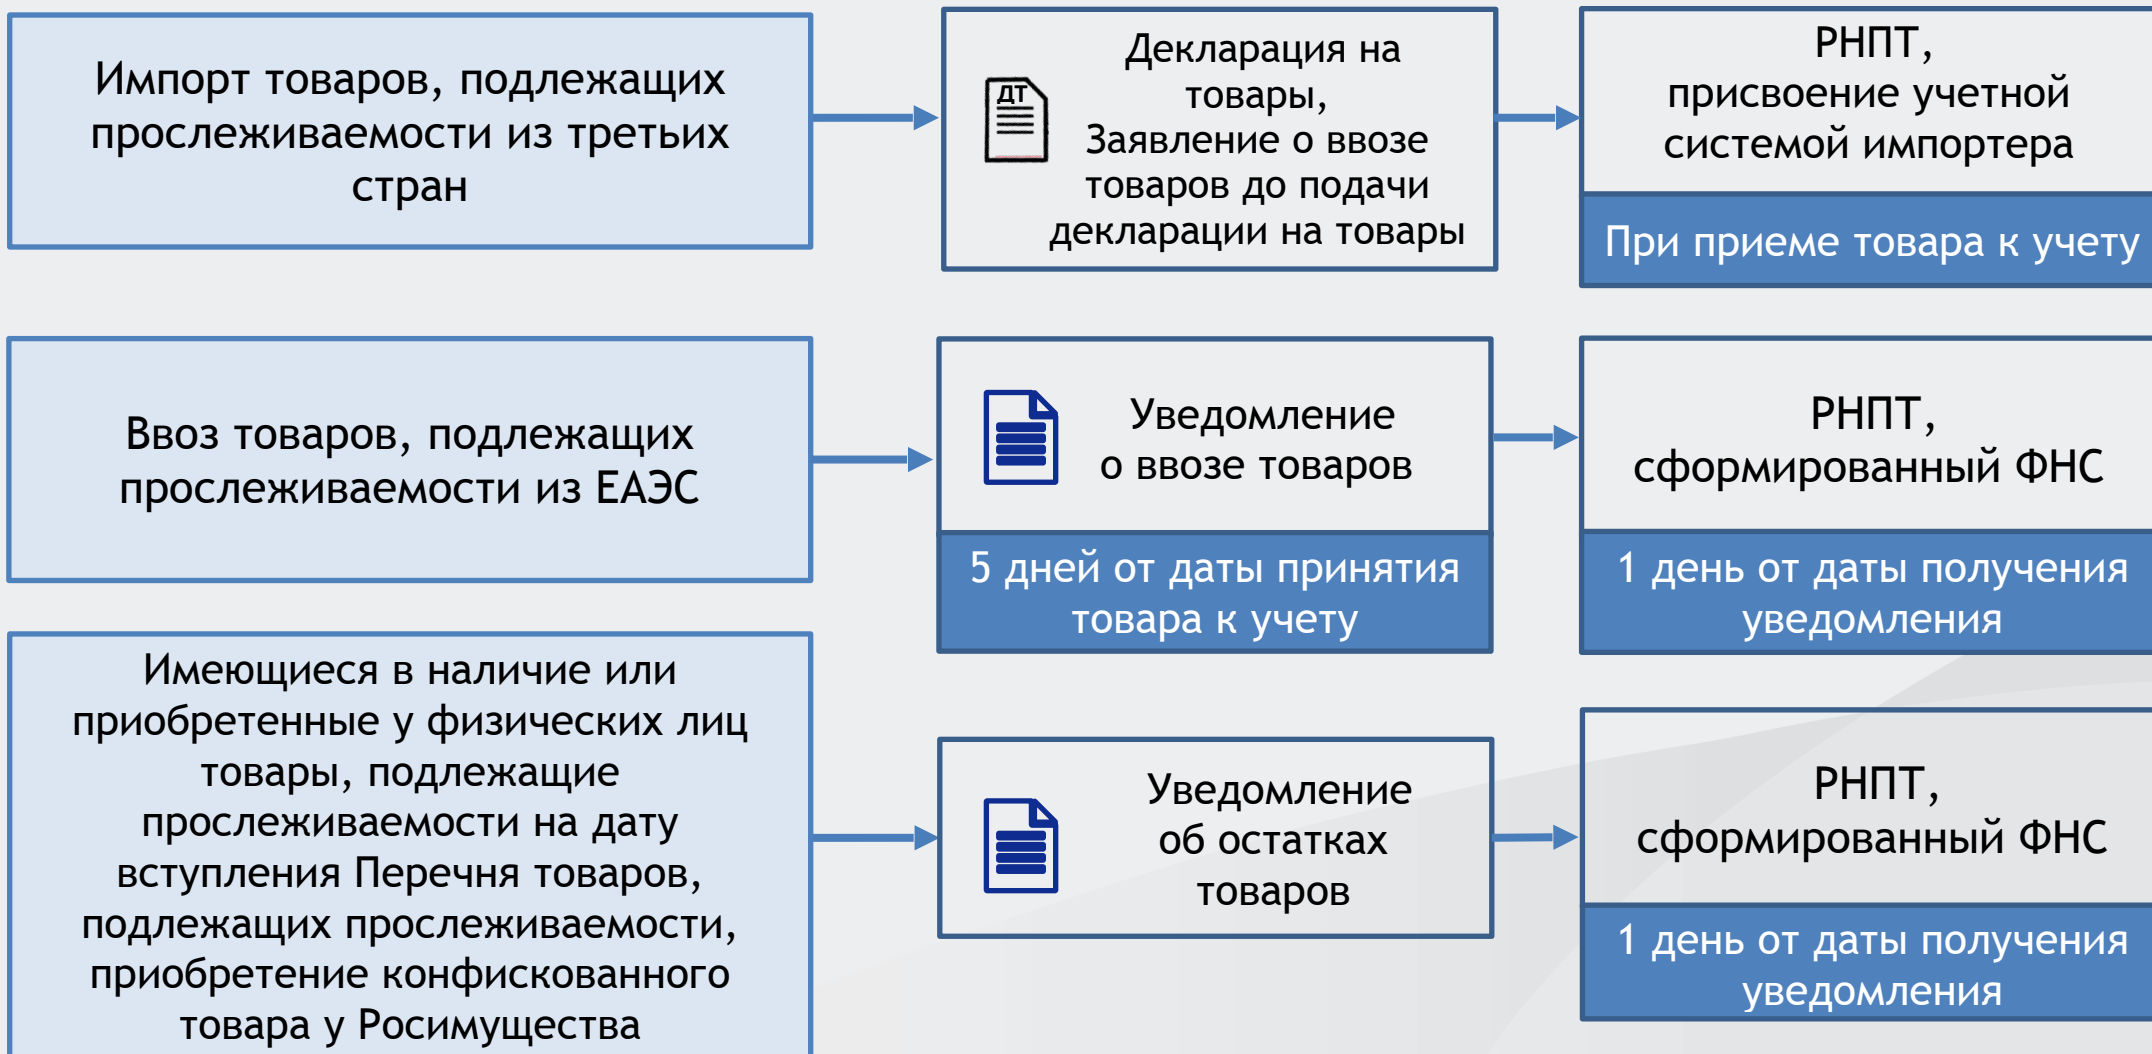 Импорт товаров, подлежащих
прослеживаемости из третьих
стран
ДТ
Декларация на
товары,
Заявление о ввозе
товаров до подачи
декларации на товары
РНПТ,
присвоение учетной
системой импортера
При приеме товара к учету
Ввоз товаров, подлежащих
прослеживаемости из ЕАЭС
Уведомление
о ввозе товаров
5 дней от даты принятия
товара к учету
РНПТ,
сформированный ФНС
1 день от даты получения
уведомления
Имеющиеся в наличие или
приобретенные у физических лиц
товары, подлежащие
прослеживаемости на дату
вступления Перечня товаров,
подлежащих прослеживаемости,
приобретение конфискованного
товара у Росимущества
Уведомление
об остатках
товаров
РНПТ,
сформированный ФНС
1 день от даты получения
уведомления